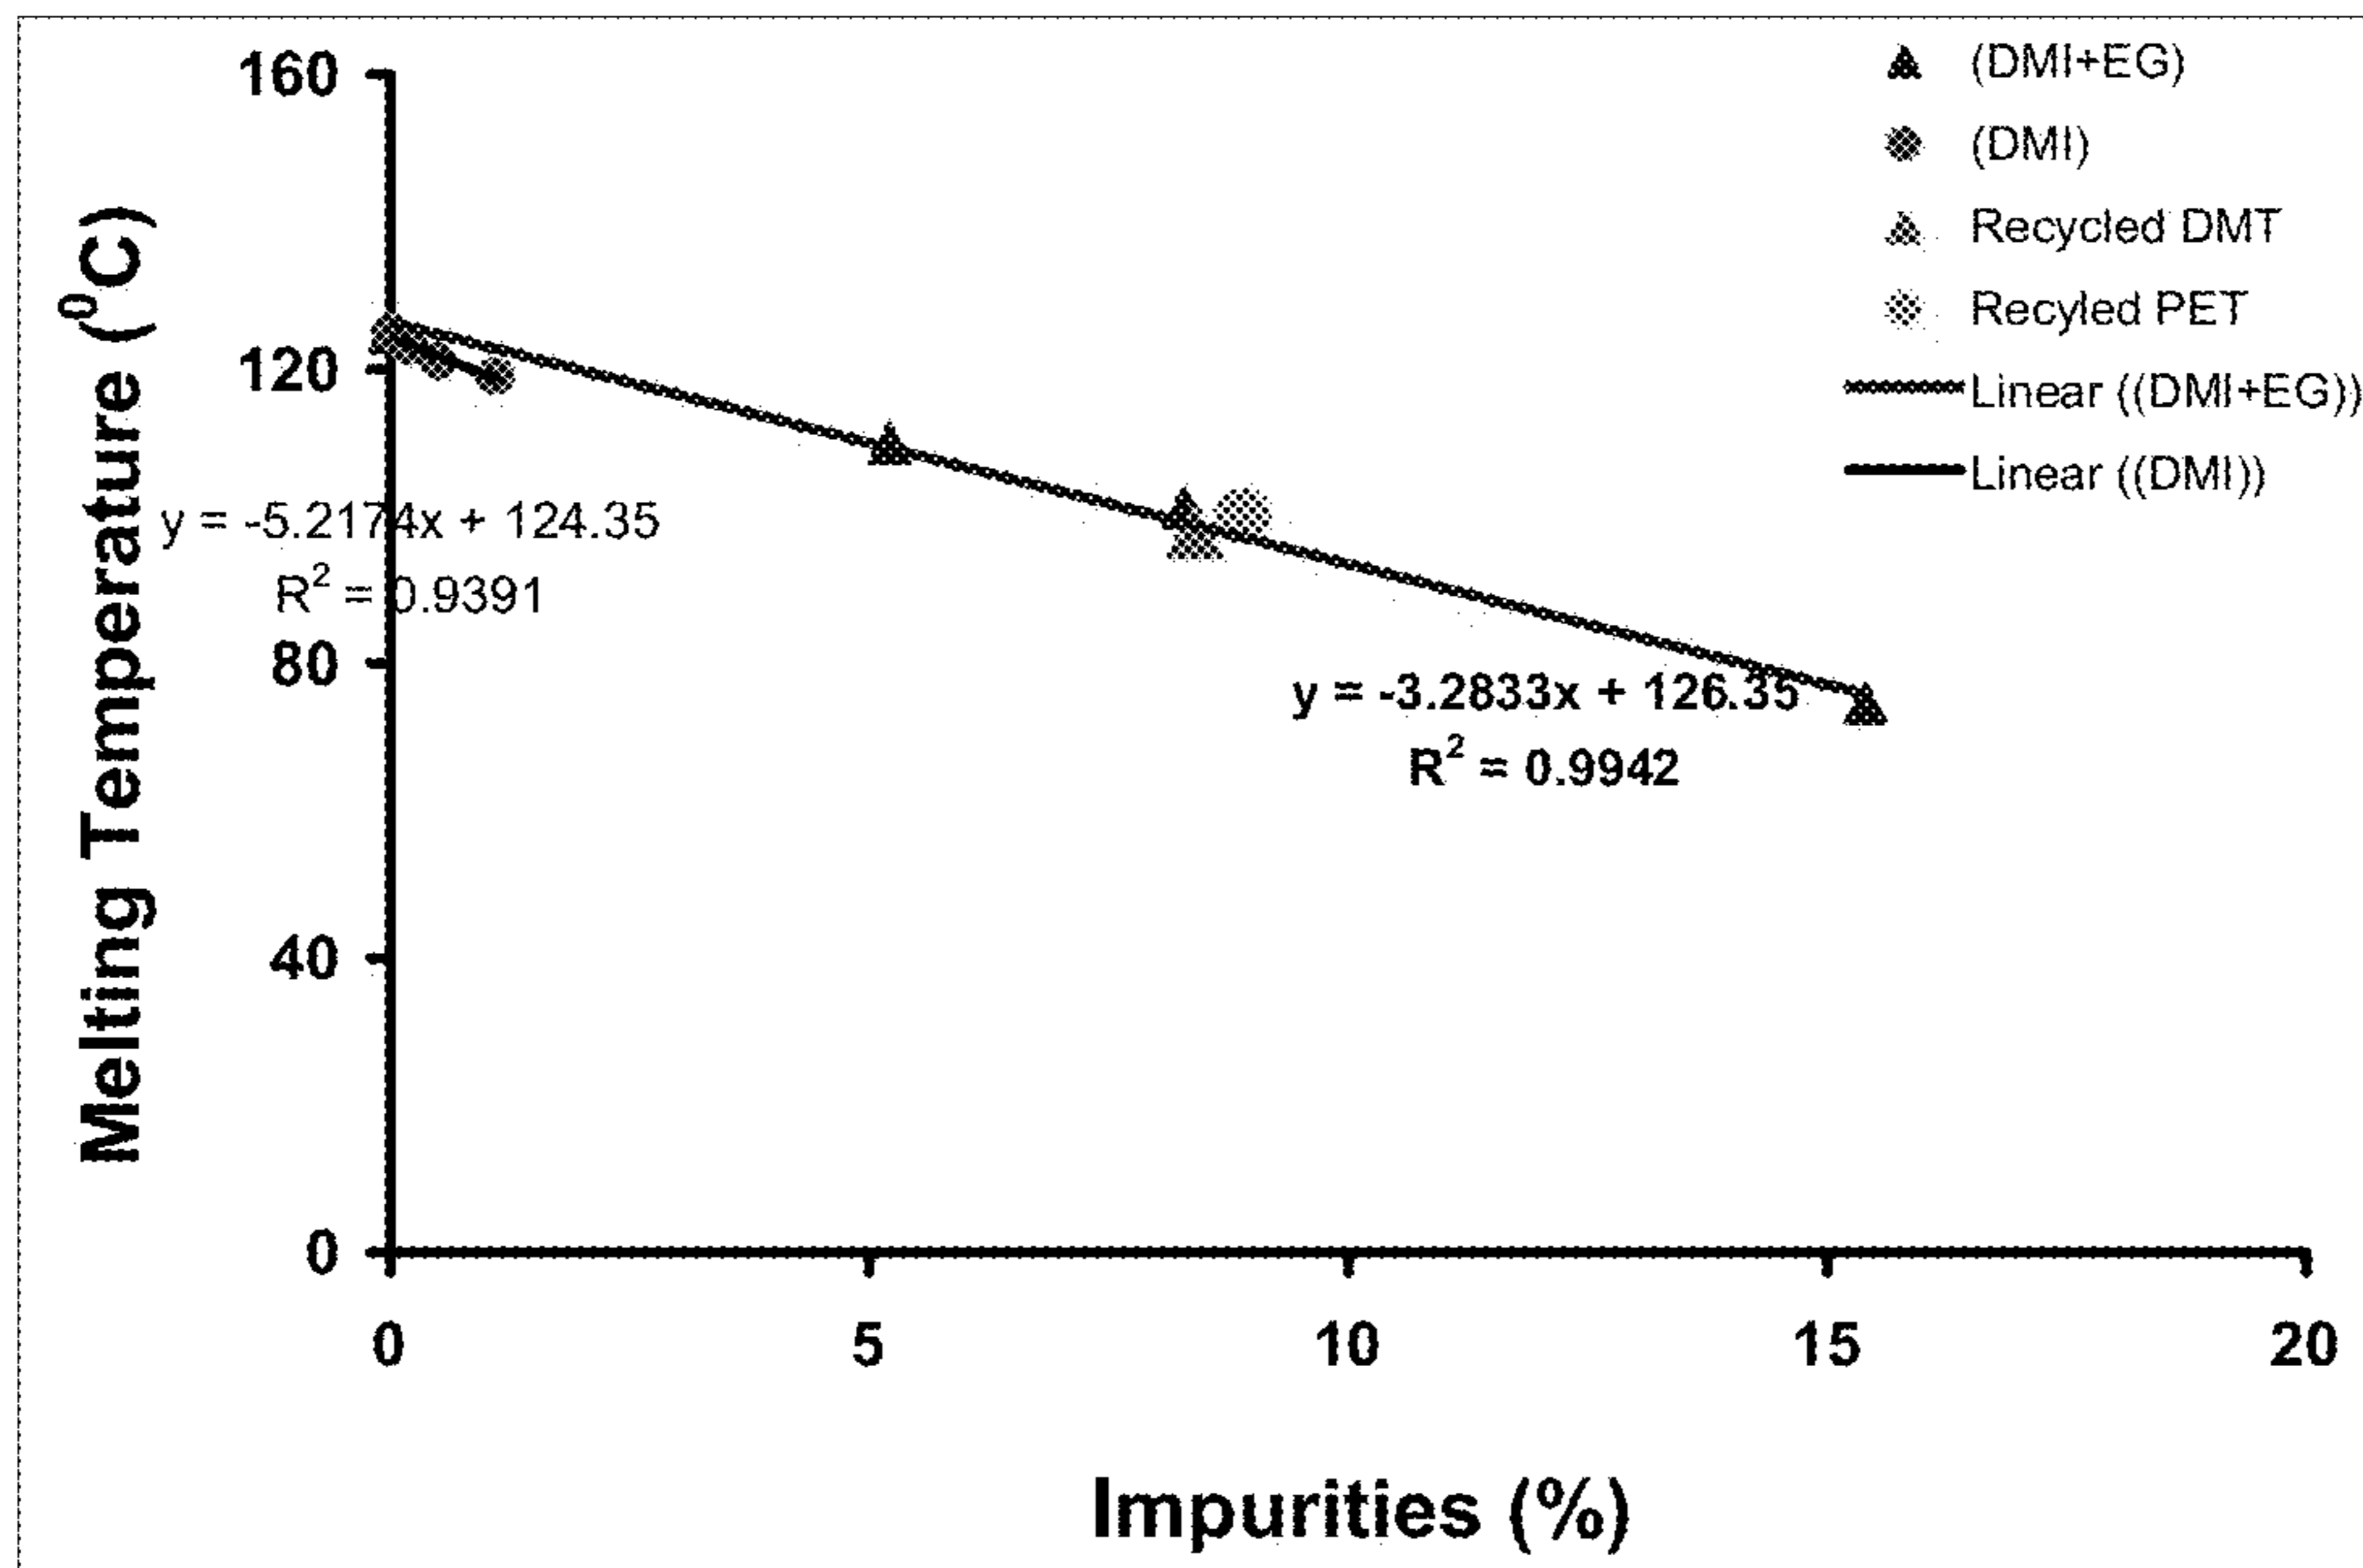 160
120
80
40
0
Melting Temperature (⁰C)
(DMI+EG)
(DMI)
Recycled DMT
Recyled PET
Linear ((DMI+EG))
Linear ((DMI))
y = -5.2174x + 124.35
R² = 0.9391
y = -3.2833x + 126.35
R² = 0.9942
0 5 10 15 20
Impurities (%)